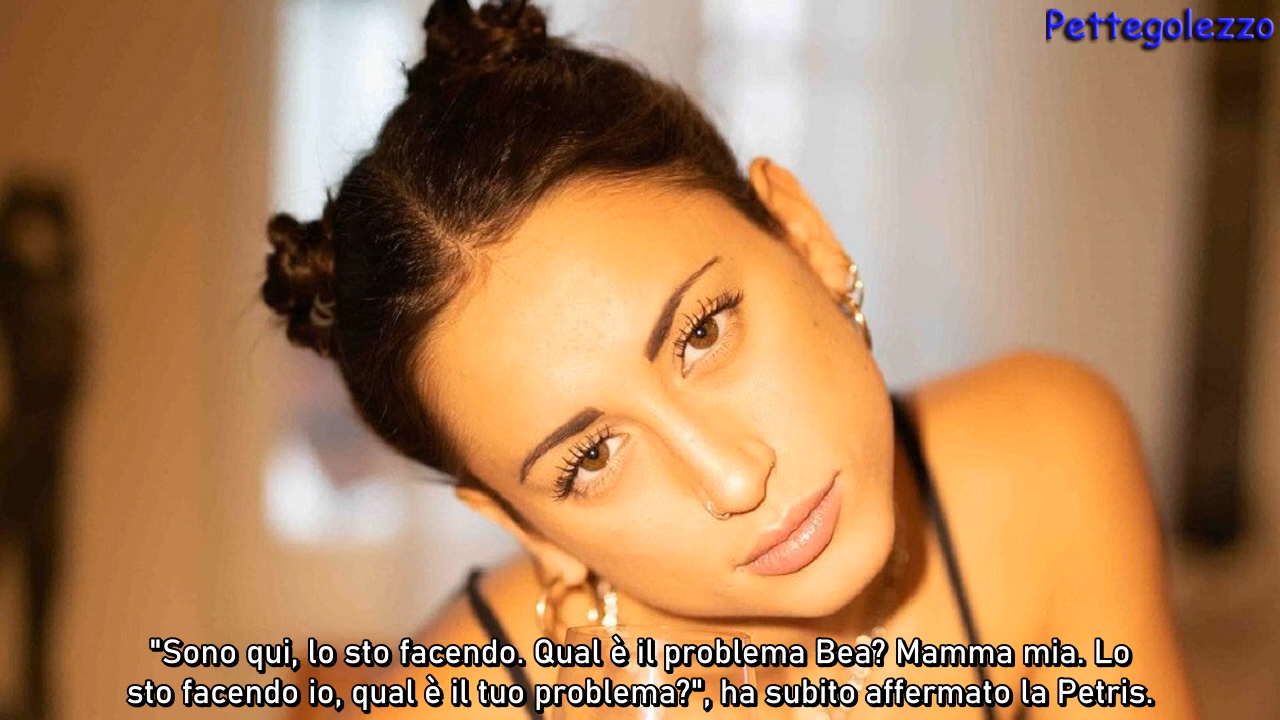 Pettegolezzo
"Sono qui, lo sto facendo. Qual è il problema Bea? Mamma mia. Lo
sto facendo io, qual è il tuo problema?", ha subito affermato la Petris.